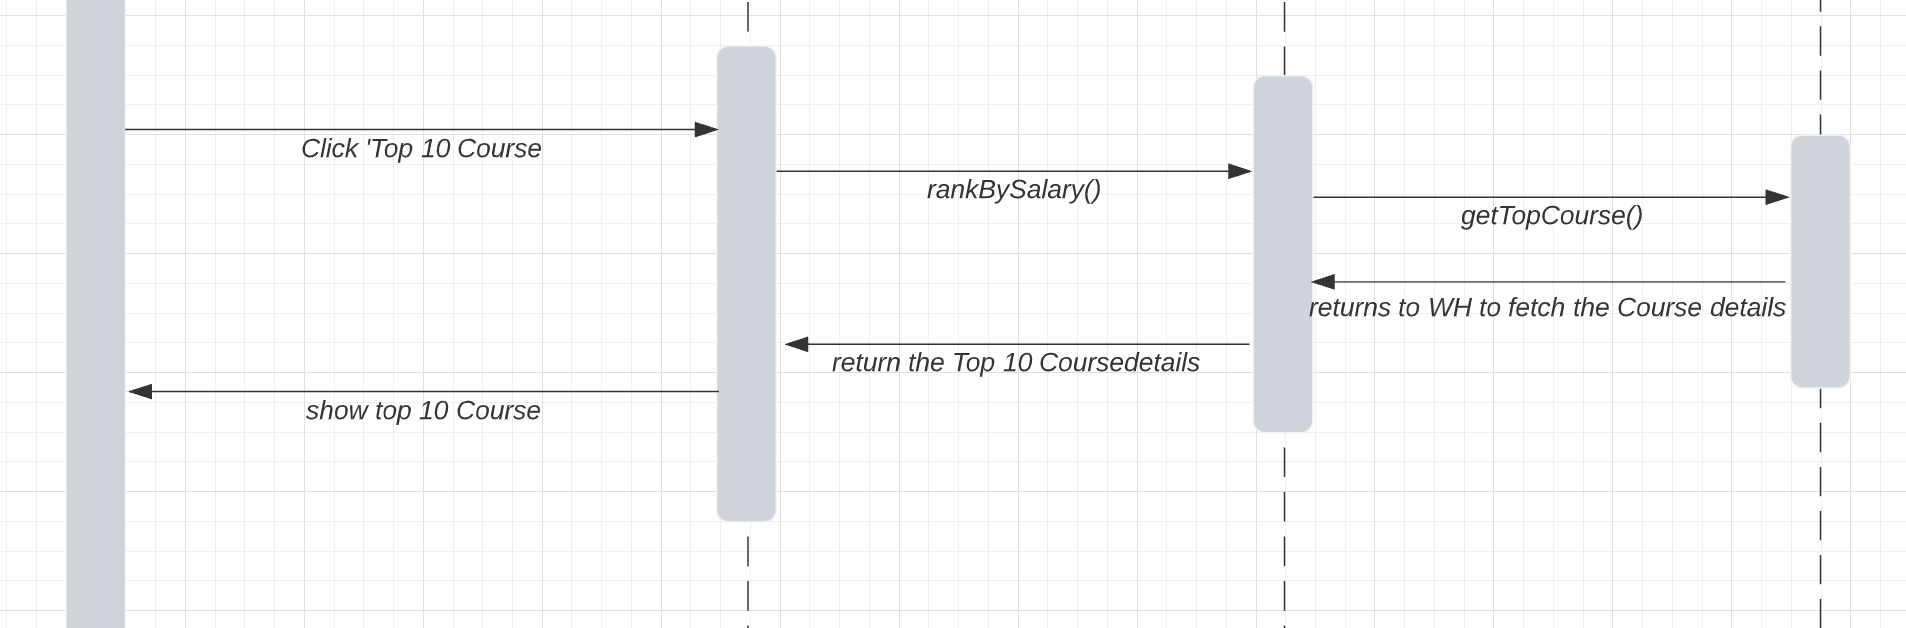 Click 'Top 10 Course
rankBySalary()
getTopCourse()
returns to WH to fetch the Course details
return the Top 10 Coursedetails
show top 10 Course